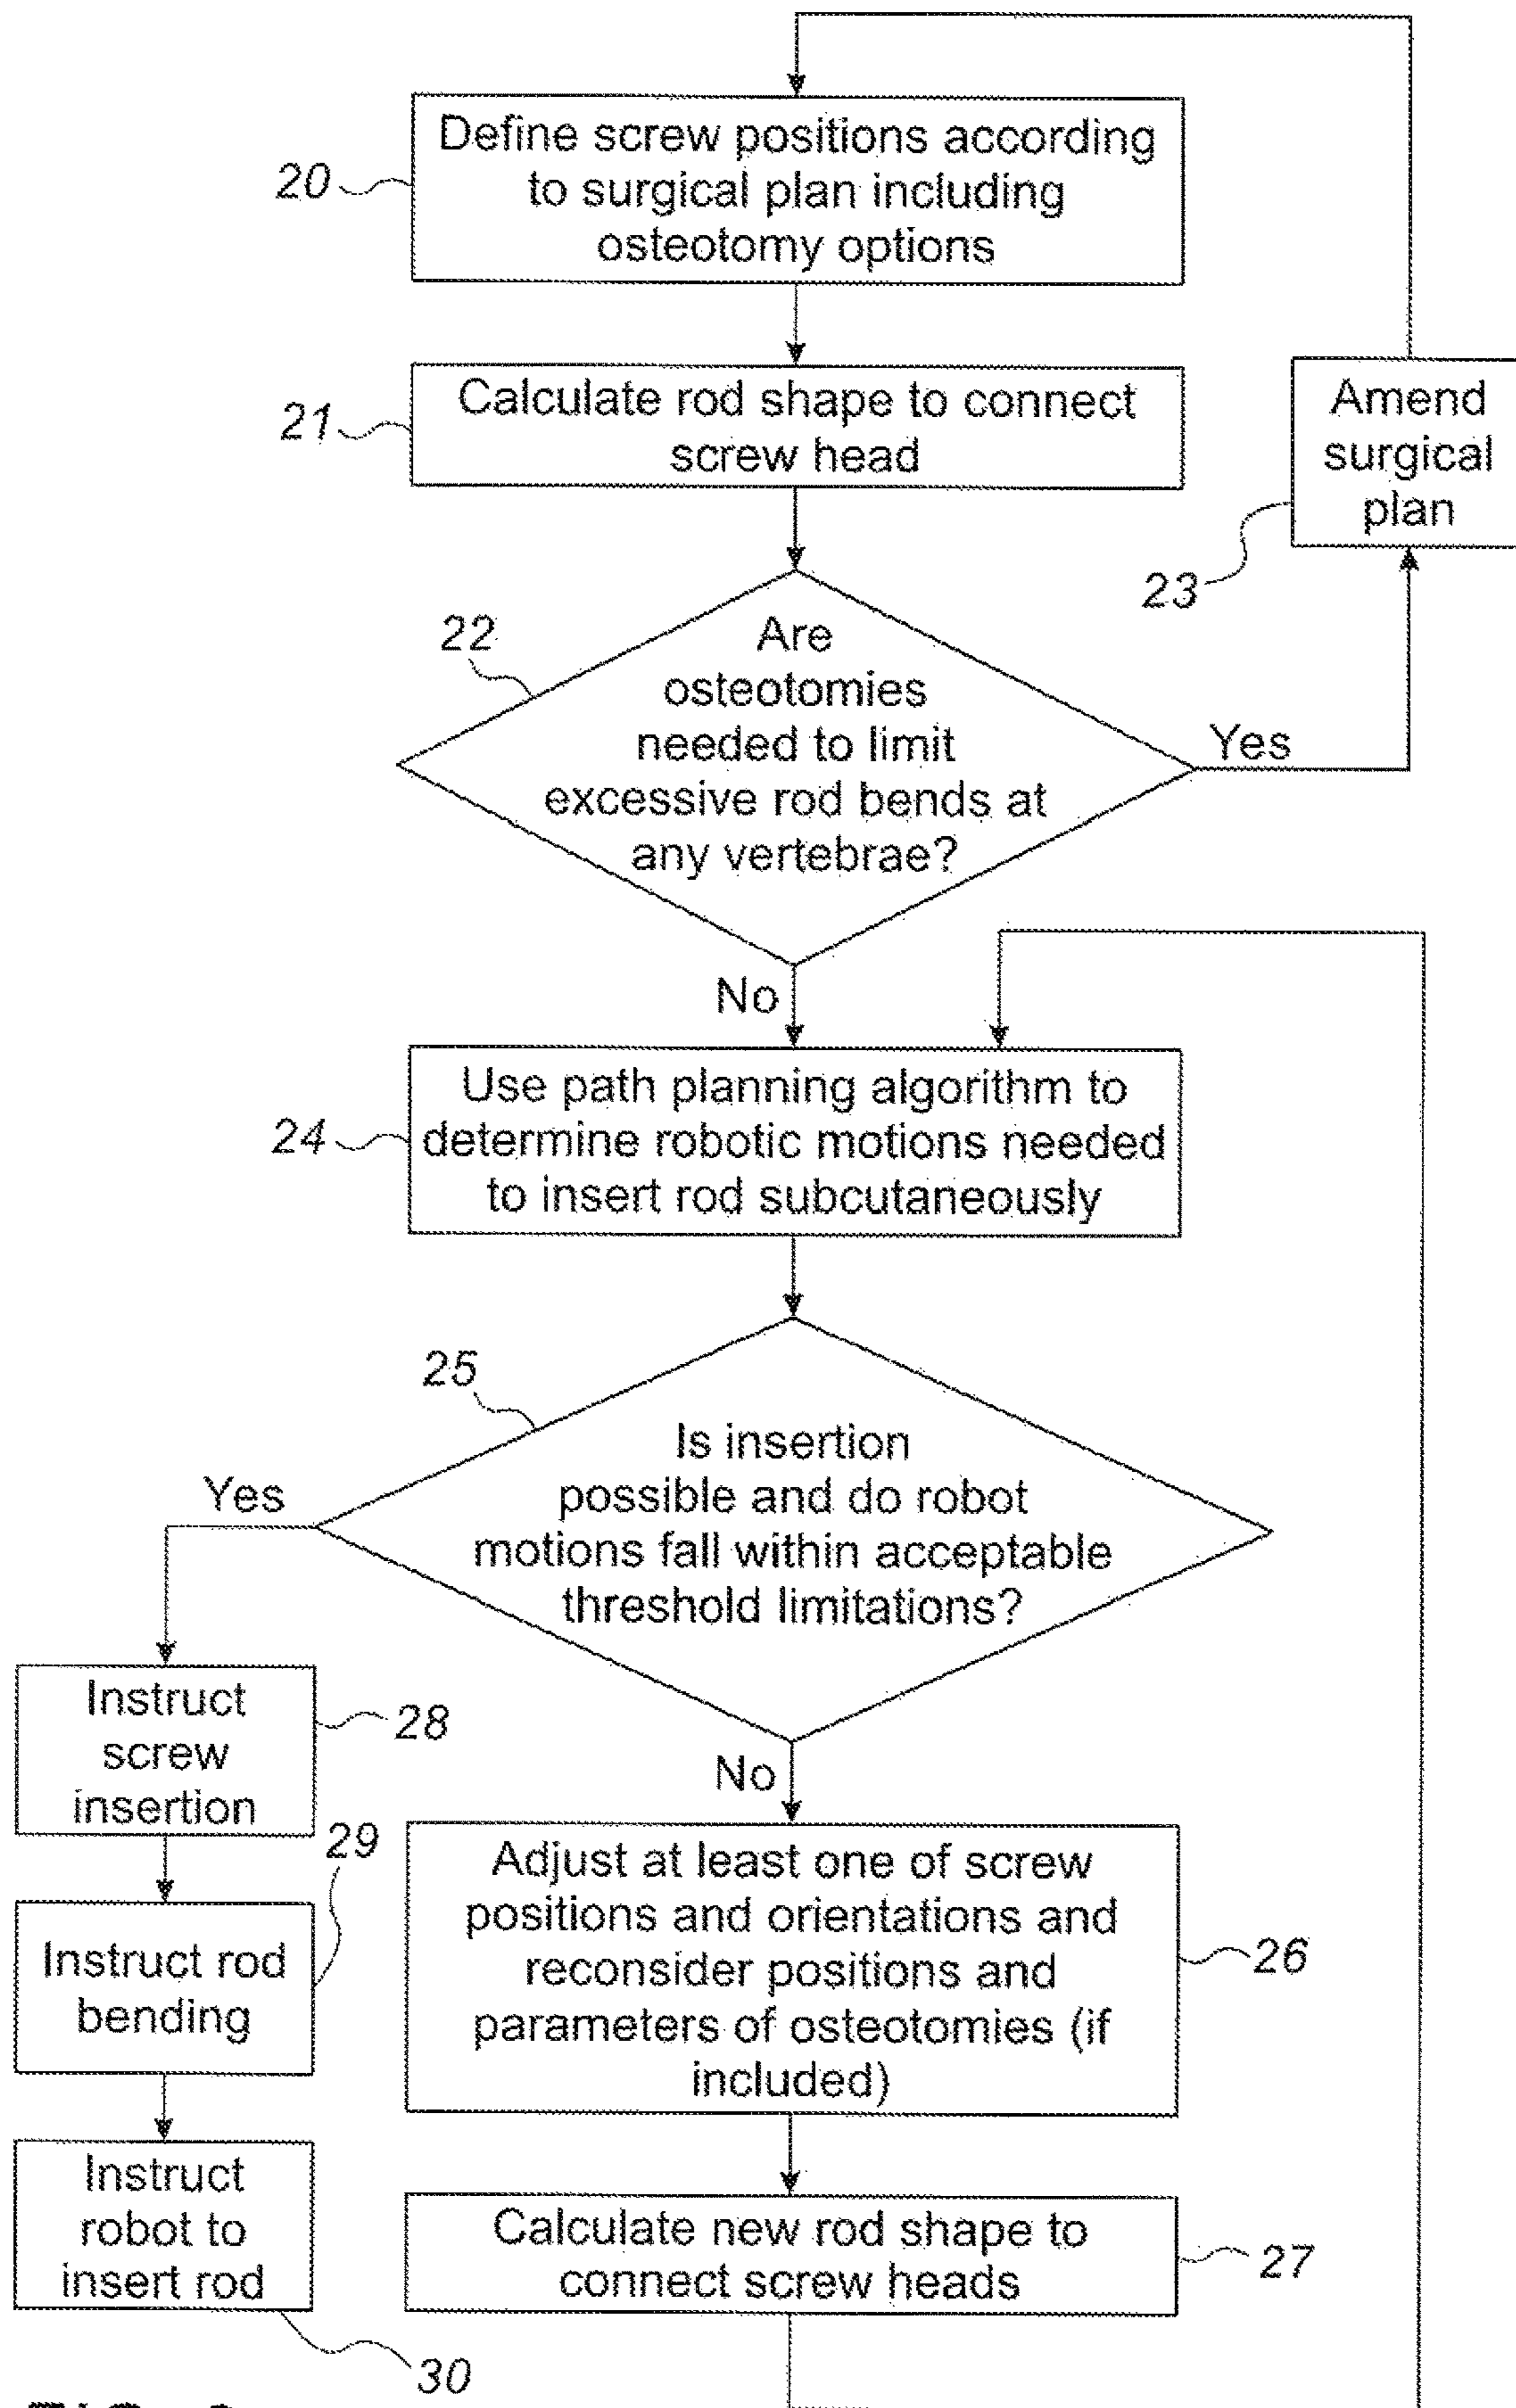 Define screw positions according
to surgical plan including
osteotomy options
20
Calculate rod shape to connect
screw head
21
Amend
surgical
plan
23
22
Are
osteotomies
needed to limit
excessive rod bends at
any vertebrae?
Yes
No
Use path planning algorithm to
determine robotic motions needed
to insert rod subcutaneously
24
25
Is insertion
possible and do robot
motions fall within acceptable
threshold limitations?
Yes
No
Instruct
screw
insertion
28
29
Instruct rod
bending
Instruct
robot to
insert rod
30
Adjust at least one of screw
positions and orientations and
reconsider positions and
parameters of osteotomies (if
included)
26
Calculate new rod shape to
connect screw heads
27